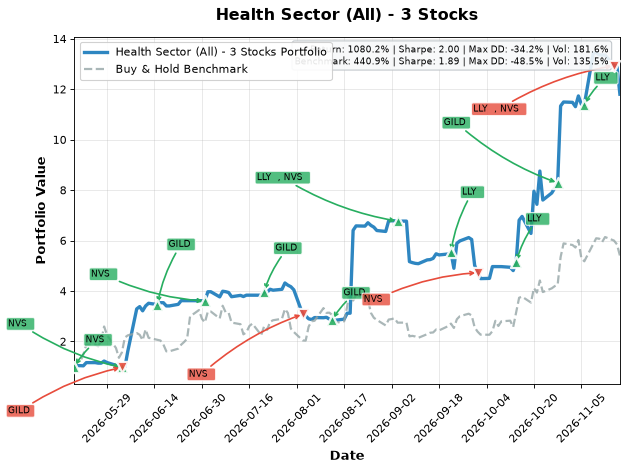 Health Sector (All) - 3 Stocks
Health Sector (All) - 3 Stocks Portfolio
Buy & Hold Benchmark
1080.2% | Sharpe: 2.00 | Max DD: -34.2% | Vol: 181.6%
440.9% | Sharpe: 1.89 | Max DD: -48.5% | Vol: 135.5%
Portfolio Value
14
12
10
8
6
4
2
LLY
LLY , NVS
GILD
LLY , NVS
LLY
LLY
GILD
GILD
NVS
GILD
NVS
NVS
NVS
NVS
GILD
2026-05-29
2026-06-14
2026-06-30
2026-07-16
2026-08-01
2026-08-17
2026-09-02
2026-09-18
2026-10-04
2026-10-20
2026-11-05
Date